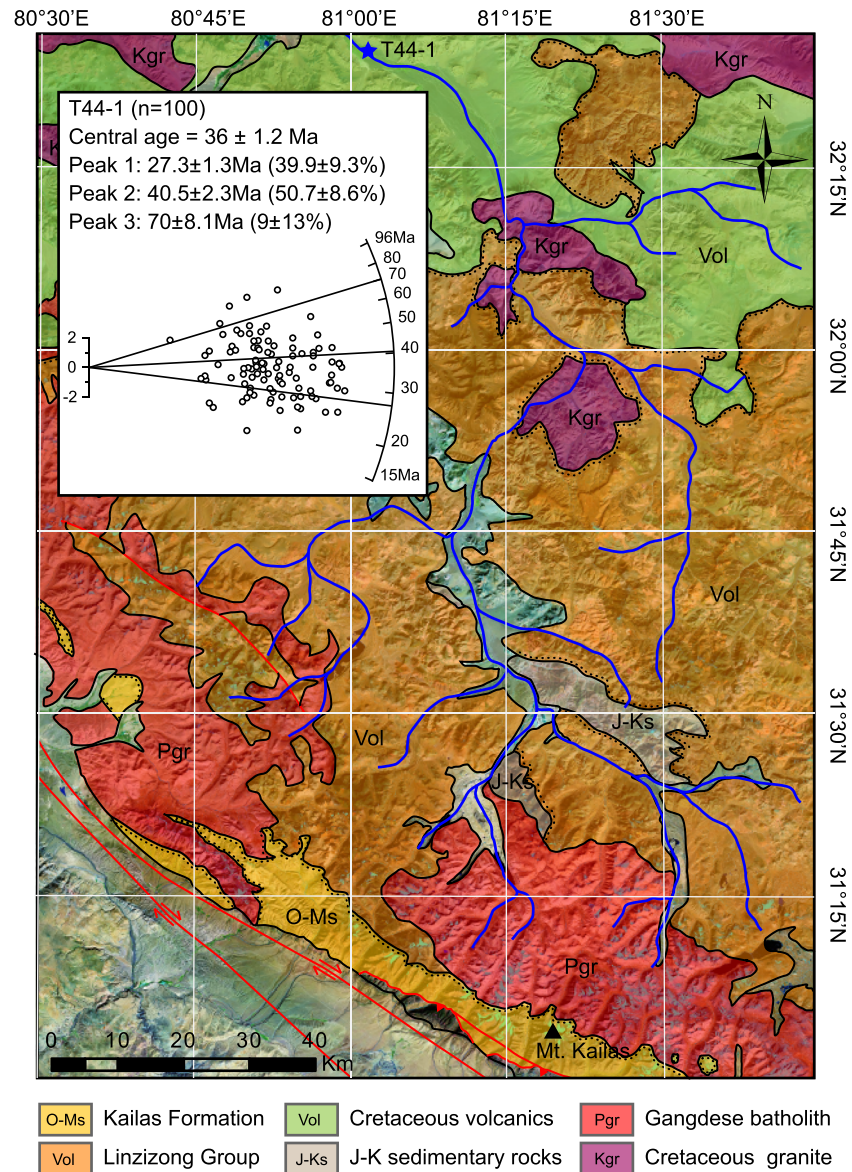 80°30'E 80°45'E 81°00'E 81°15'E 81°30'E
Kgr
T44-1
Kgr
T44-1 (n=100)
Central age = 36 ± 1.2 Ma
Peak 1: 27.3±1.3Ma (39.9±9.3%)
Peak 2: 40.5±2.3Ma (50.7±8.6%)
Peak 3: 70±8.1Ma (9±13%)
N
32°15'N
96Ma
80
70
60
50
40
30
20
15Ma
2
0
-2
Kgr
Vol
32°00'N
Kgr
31°45'N
Vol
31°30'N
J-Ks
Vol
Pgr
J-Ks
31°15'N
O-Ms
Pgr
Mt. Kailas
0 10 20 30 40
Km
O-Ms Kailas Formation
Vol Cretaceous volcanics
Pgr Gangdese batholith
Vol Linzizong Group
J-Ks J-K sedimentary rocks
Kgr Cretaceous granite